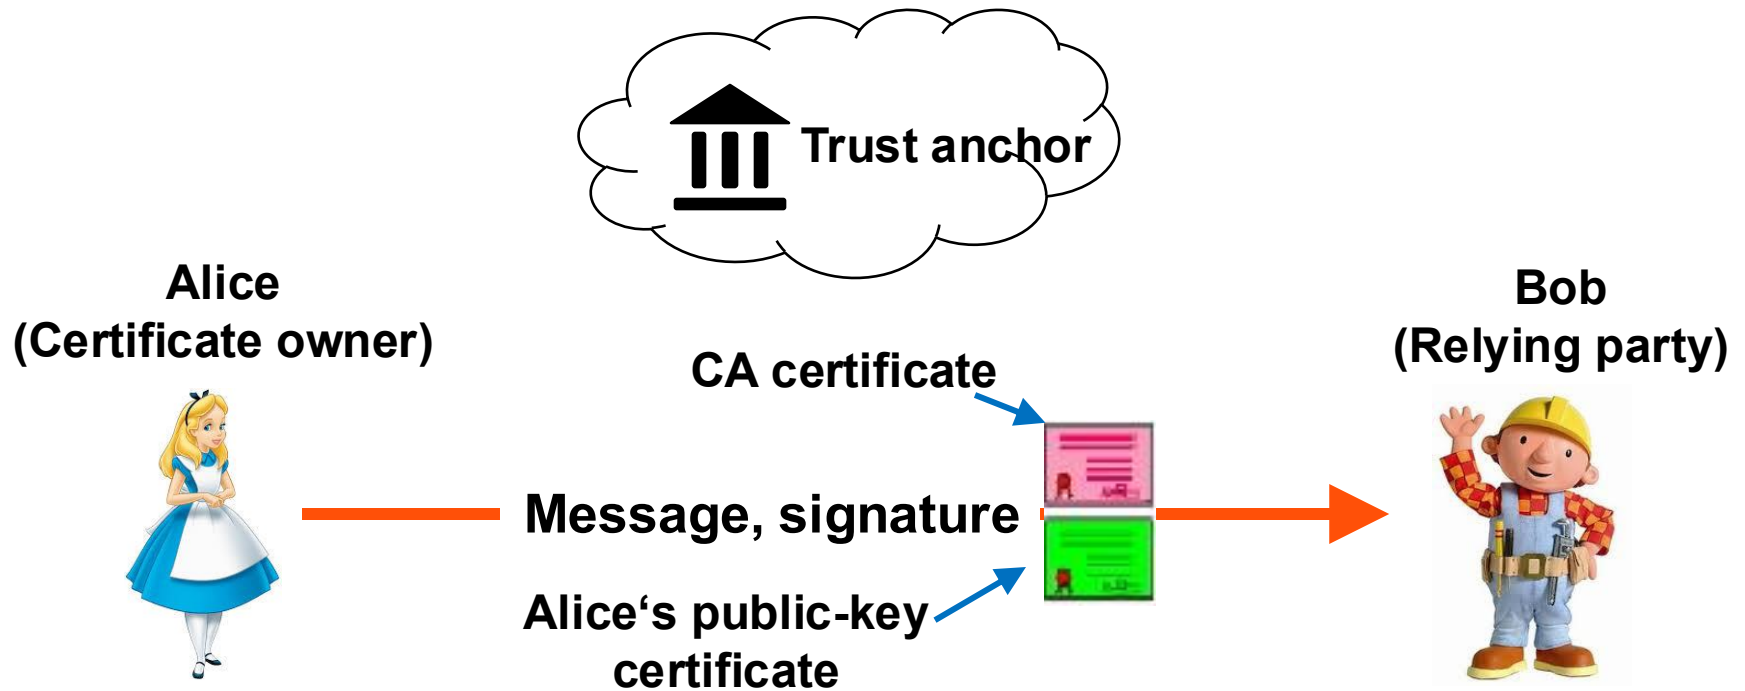 Trust anchor
Alice
(Certificate owner)
Bob
(Relying party)
CA certificate
Message, signature
Alice‘s public-key
certificate